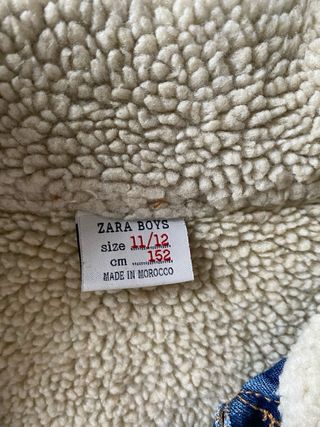 ZARA BOYS
size 11/12
cm 152
MADE IN MOROCCO